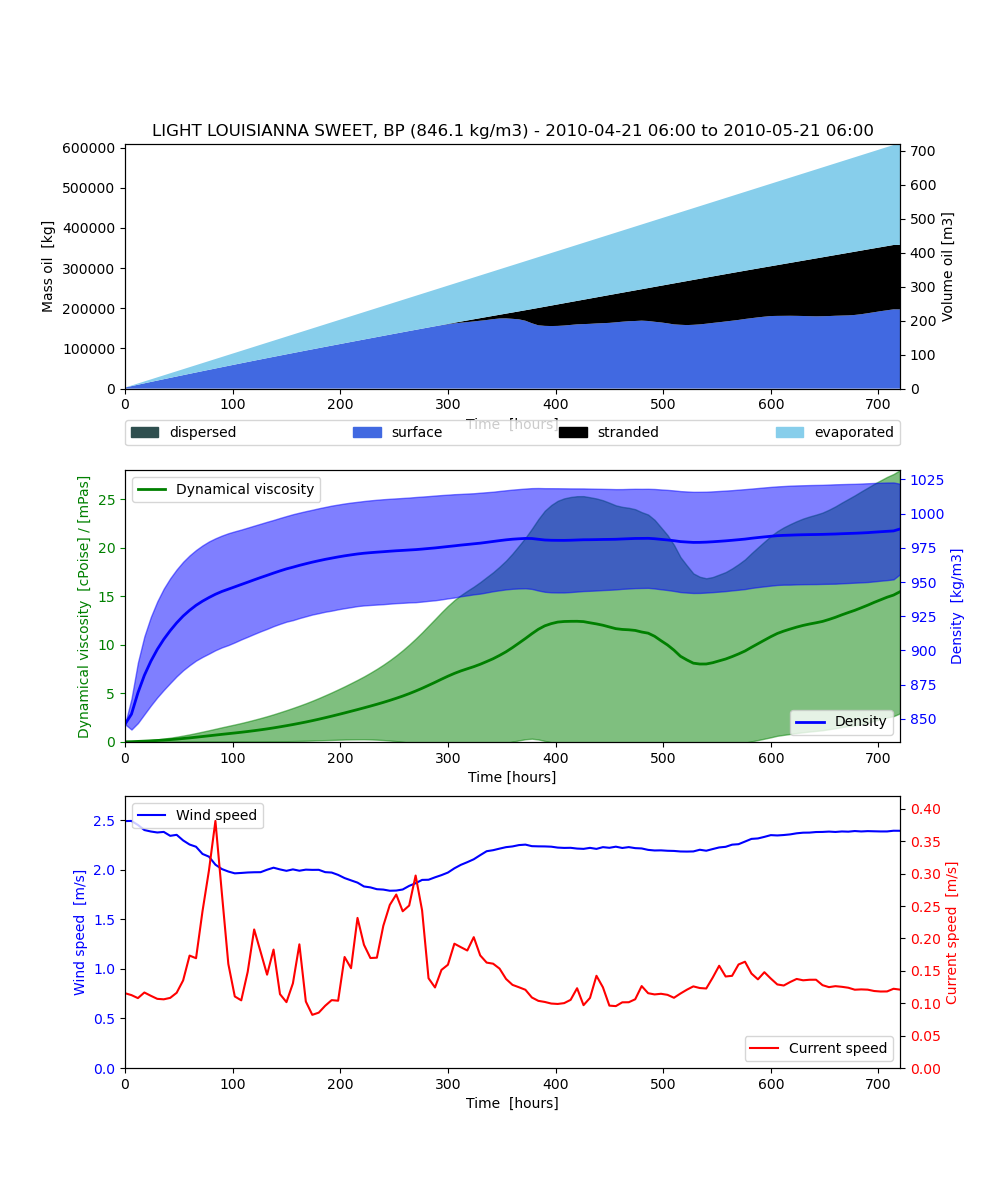 LIGHT LOUISIANNA SWEET, BP (846.1 kg/m3) - 2010-04-21 06:00 to 2010-05-21 06:00
600000
500000
400000
300000
200000
100000
0
Mass oil [kg]
700
600
500
400
300
200
100
0
Volume oil [m3]
0 100 200 300 400 500 600 700
Time [hours]
dispersed surface stranded evaporated
Dynamical viscosity
25
20
15
10
5
0
Dynamical viscosity [cPoise] / [mPas]
1025
1000
975
950
925
900
875
850
Density [kg/m3]
Density
0 100 200 300 400 500 600 700
Time [hours]
Wind speed
2.5
2.0
1.5
1.0
0.5
0.0
Wind speed [m/s]
0.40
0.35
0.30
0.25
0.20
0.15
0.10
0.05
0.00
Current speed [m/s]
Current speed
0 100 200 300 400 500 600 700
Time [hours]